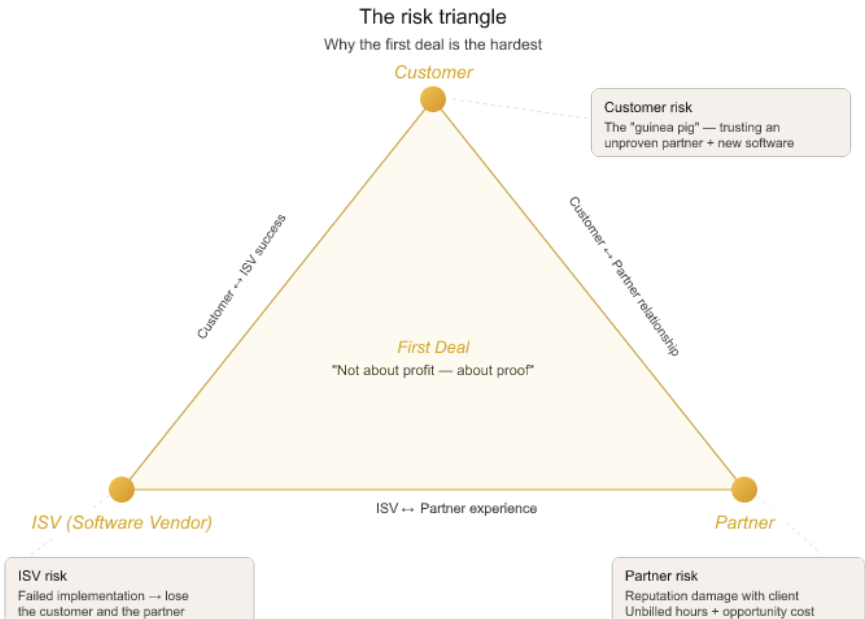 The risk triangle
Why the first deal is the hardest
Customer
Customer risk
The "guinea pig" — trusting an
unproven partner + new software
Customer ↔ ISV success
Customer ↔ Partner relationship
First Deal
"Not about profit — about proof"
ISV ↔ Partner experience
ISV (Software Vendor)
Partner
ISV risk
Failed implementation → lose
the customer and the partner
Partner risk
Reputation damage with client
Unbilled hours + opportunity cost